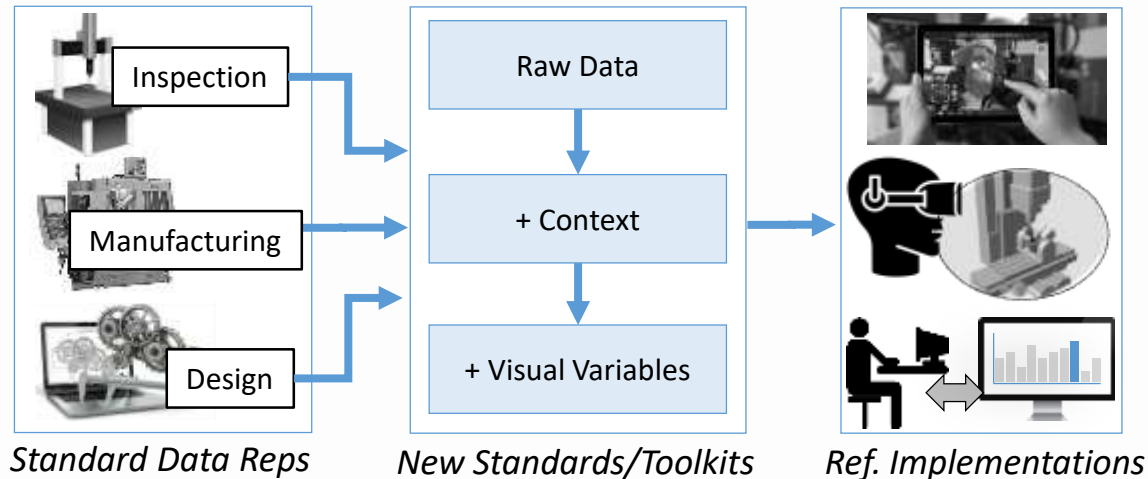 Inspection
Manufacturing
Design
Standard Data Reps
Raw Data
+ Context
+ Visual Variables
New Standards/Toolkits
Ref. Implementations